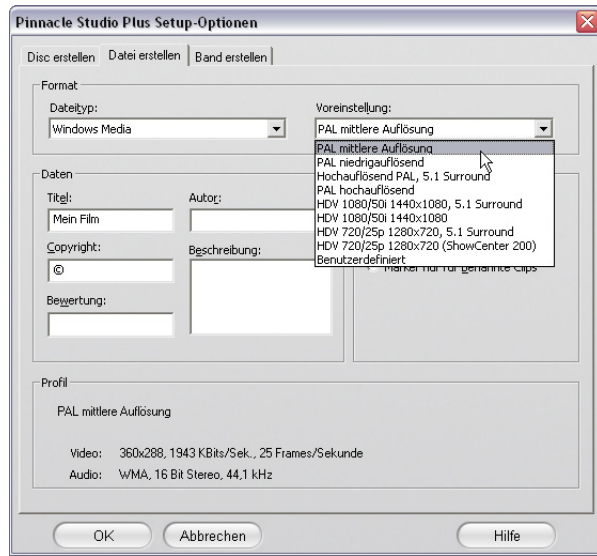 Pinnacle Studio Plus Setup-Optionen
Disc erstellen Datei erstellen Band erstellen
Format
Dateityp: Voreinstellung:
Windows Media PAL mittlere Auflösung
PAL mittlere Auflösung
PAL niedrigauflösend
Hochauflösend PAL, 5.1 Surround
PAL hochauflösend
HDV 1080/50i 1440x1080, 5.1 Surround
HDV 1080/50i 1440x1080
HDV 720/25p 1280x720, 5.1 Surround
HDV 720/25p 1280x720 (ShowCenter 200)
Benutzerdefiniert
Daten
Titel: Autor:
Mein Film
Copyright: Beschreibung:
©
Bewertung:
Marker nur für benannte Clips
Profil
PAL mittlere Auflösung
Video: 360x288, 1943 KBits/Sek., 25 Frames/Sekunde
Audio: WMA, 16 Bit Stereo, 44,1 kHz
OK Abbrechen Hilfe